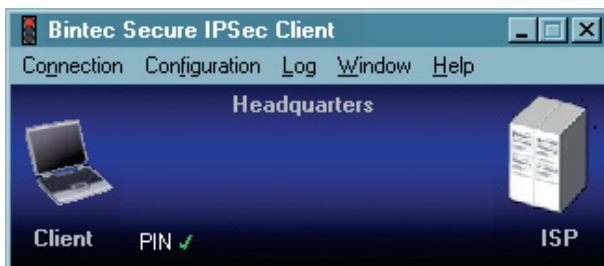 Bintec Secure IPSec Client
Connection Configuration Log Window Help
Headquarters
Client PIN ISP